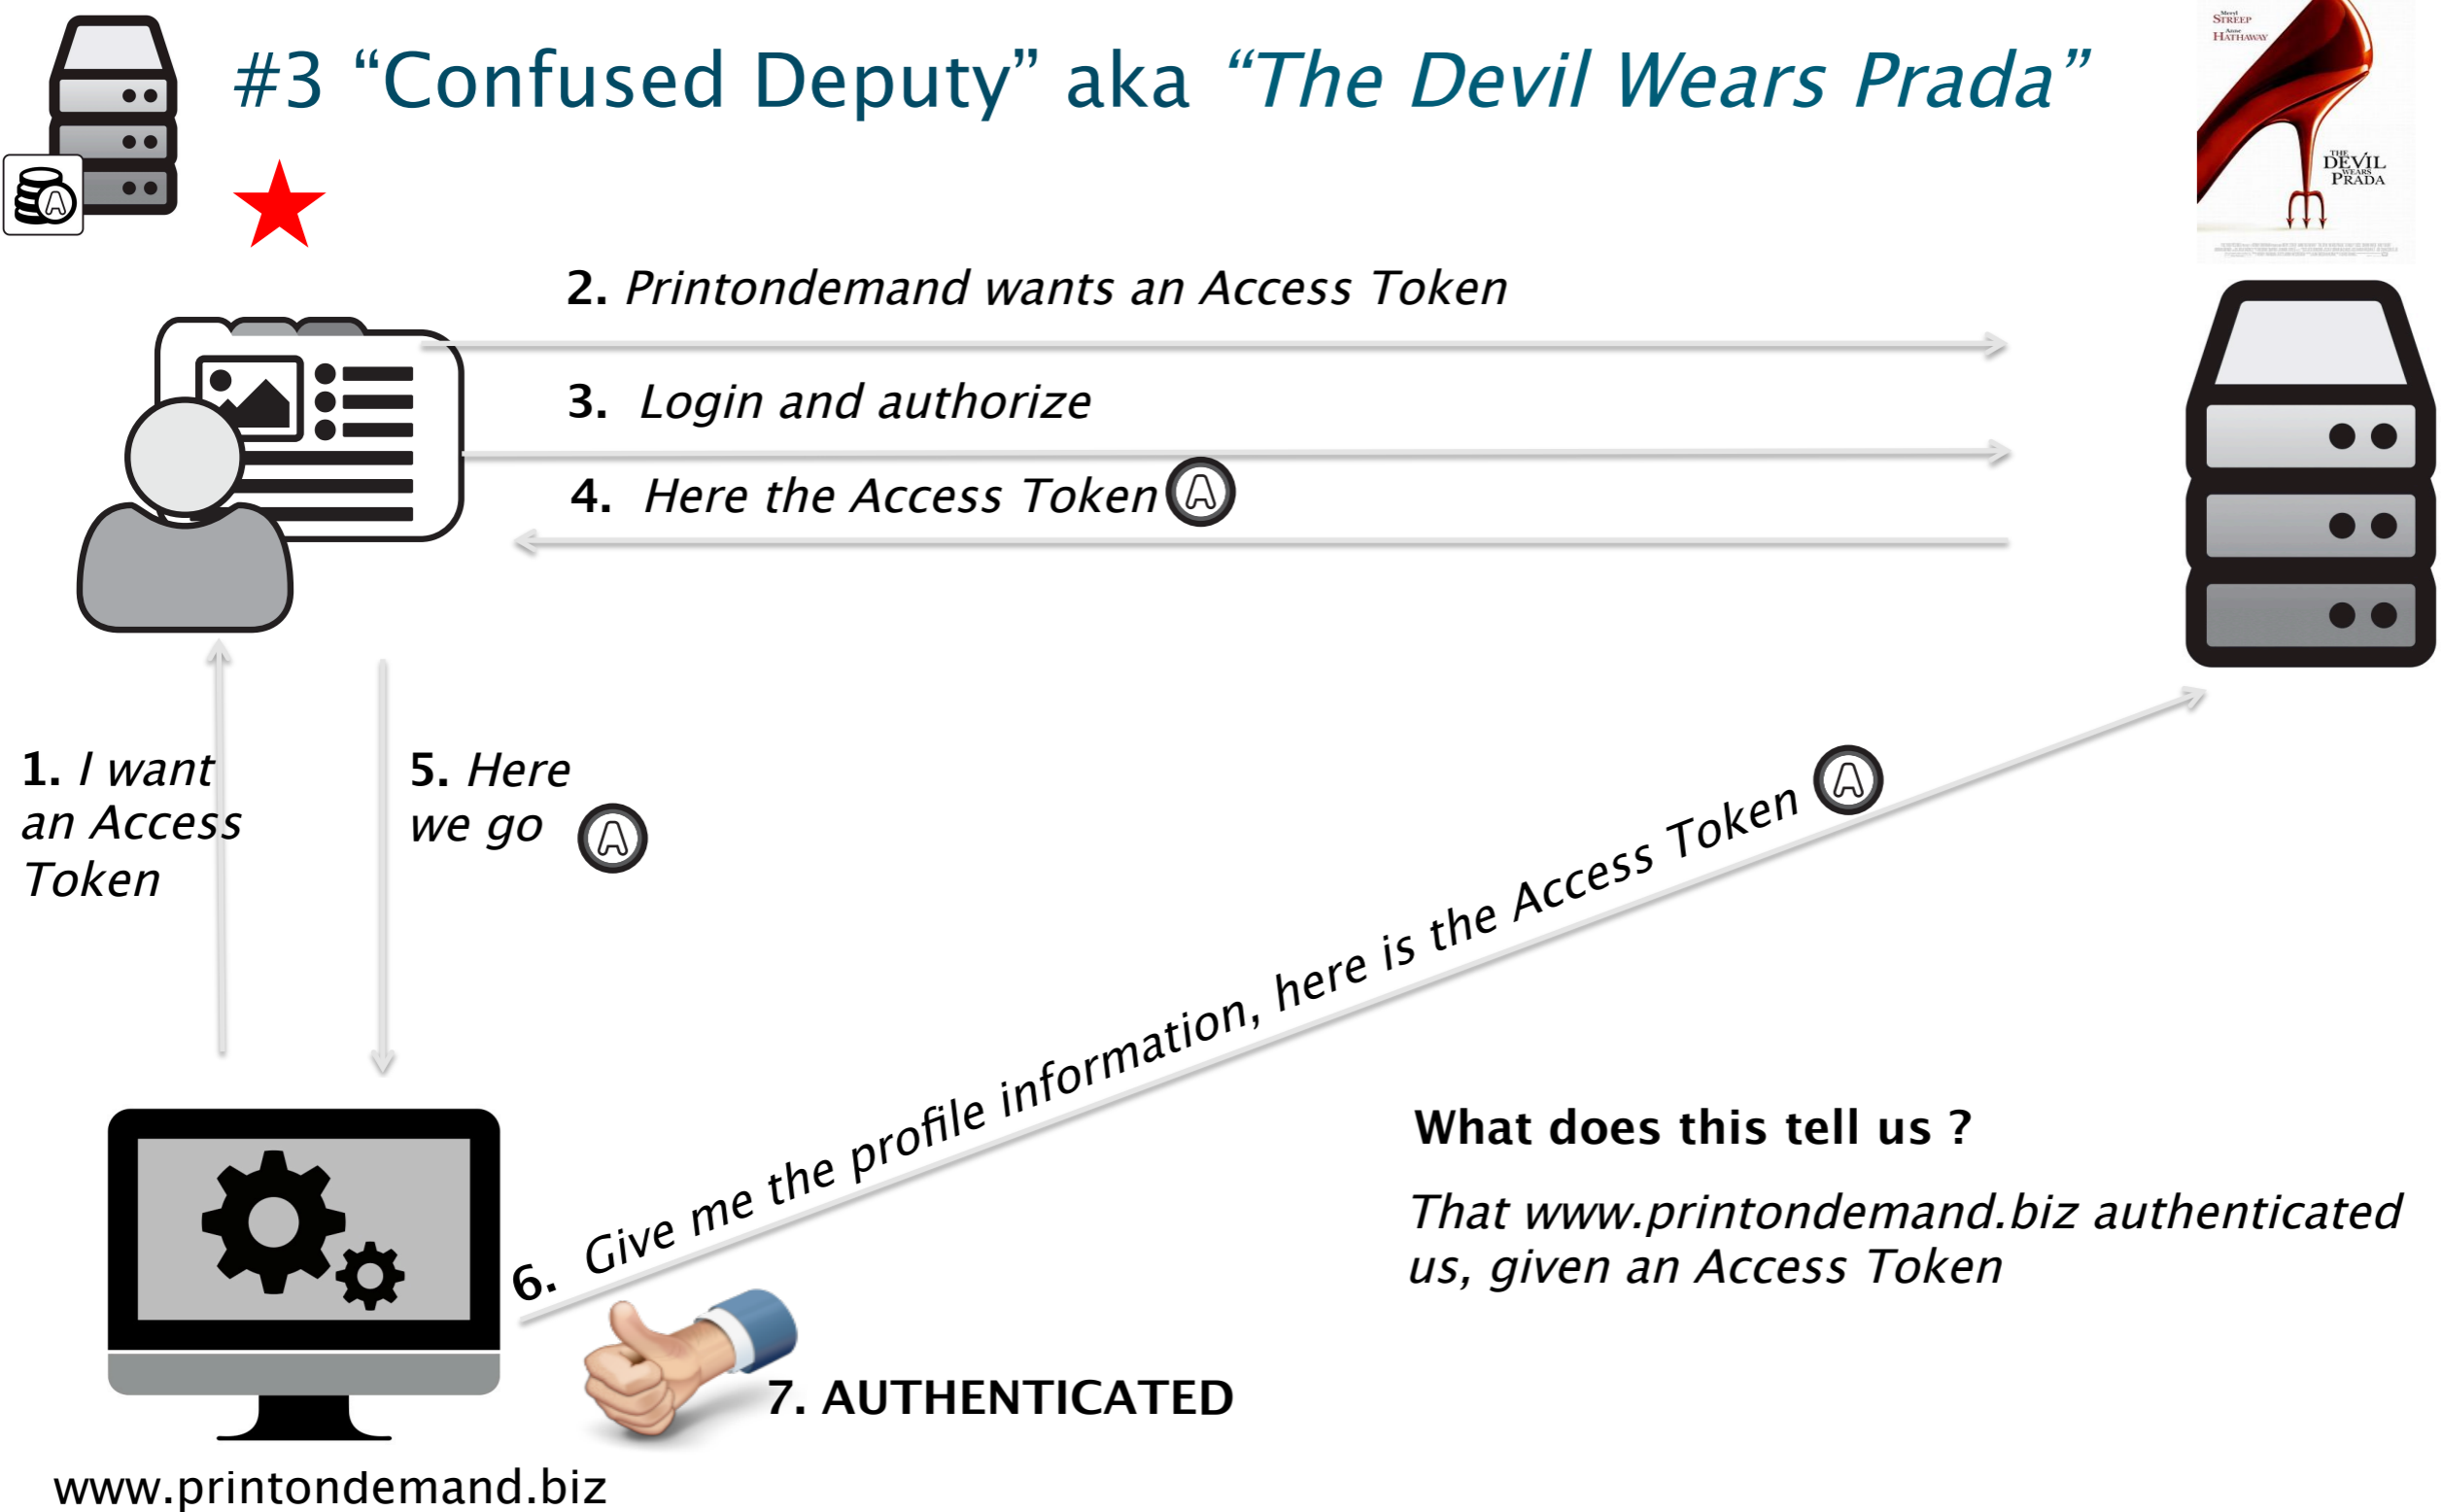 #3 “Confused Deputy” aka “The Devil Wears Prada”
Meryl
STREEP
Anne
HATHAWAY
THE
DEVIL
WEARS
PRADA
2. Printondemand wants an Access Token
3. Login and authorize
4. Here the Access Token A
1. I want
an Access
Token
5. Here
we go A
6. Give me the profile information, here is the Access Token A
What does this tell us ?
That www.printondemand.biz authenticated
us, given an Access Token
7. AUTHENTICATED
www.printondemand.biz
A